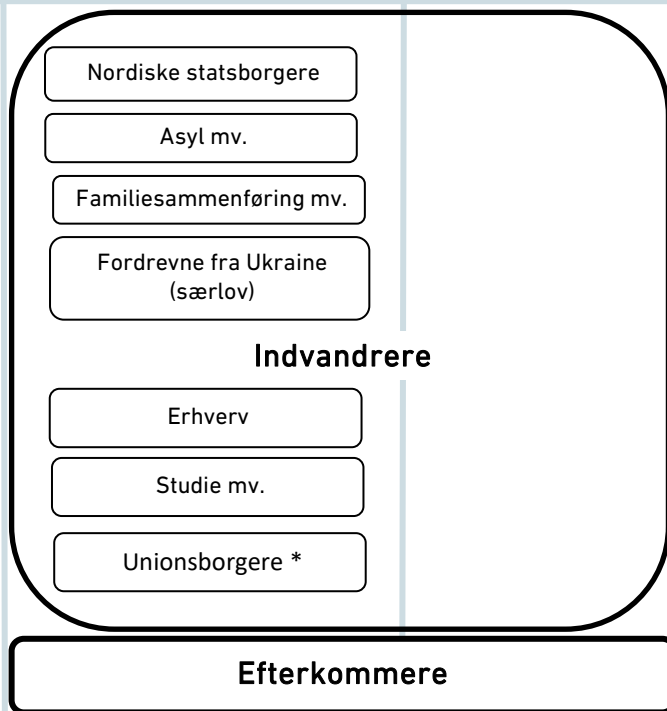 Nordiske statsborgere
Asyl mv.
Familiesammenføring mv.
Fordrevne fra Ukraine
(særlov)
Indvandrere
Erhverv
Studie mv.
Unionsborgere *
Efterkommere